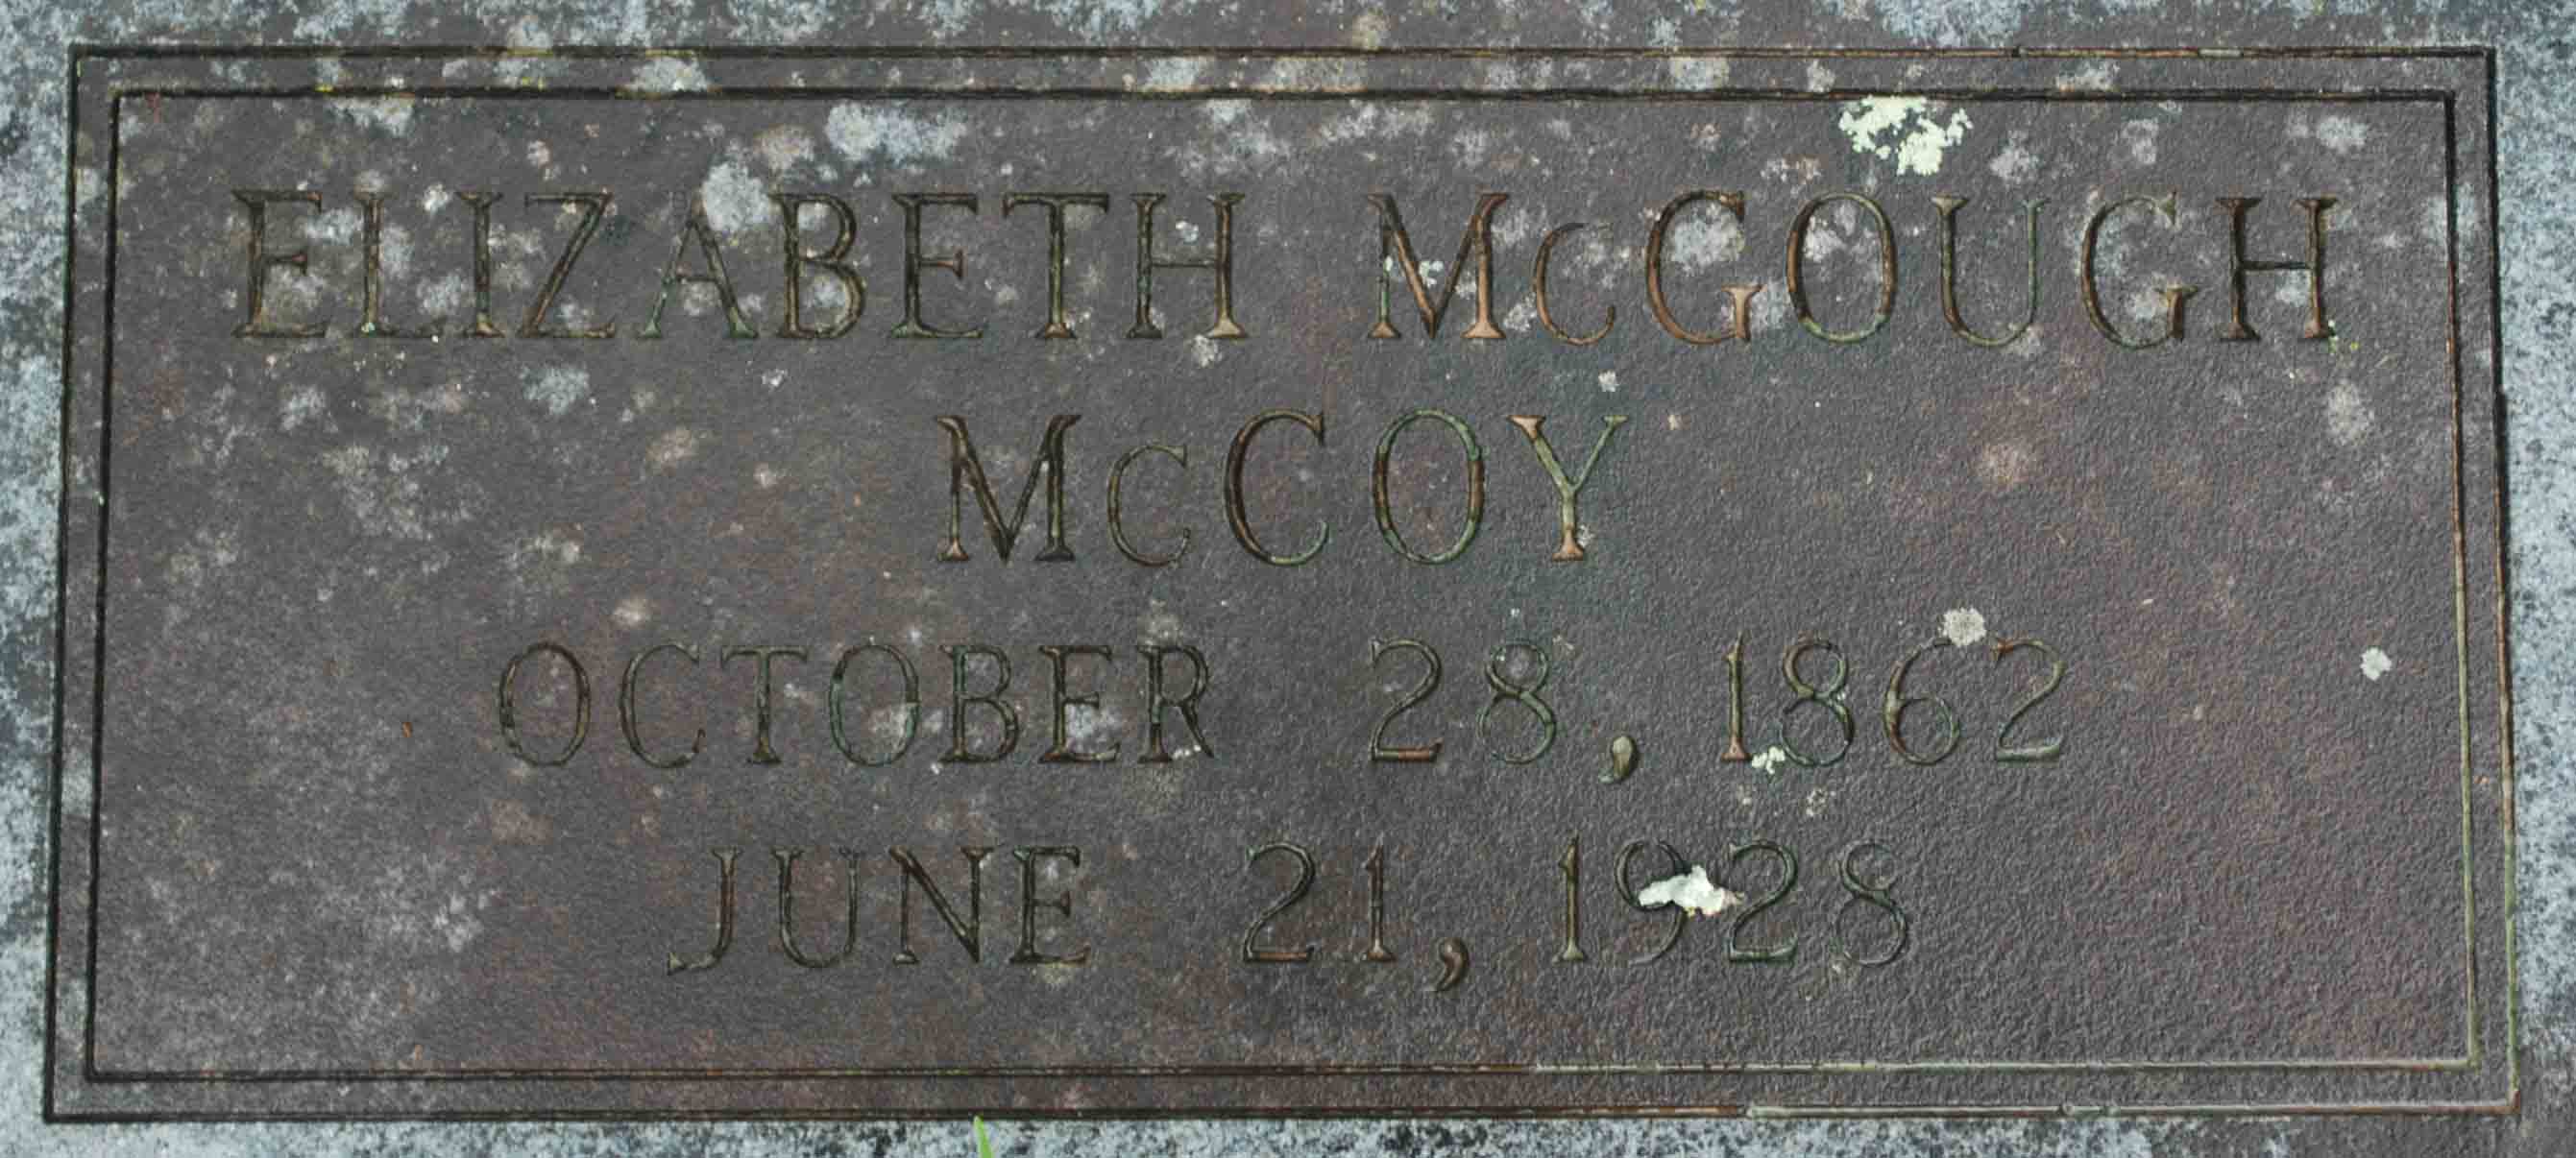 ELIZABETH McGOUGH
McCOY
OCTOBER 28, 1862
JUNE 21, 1928